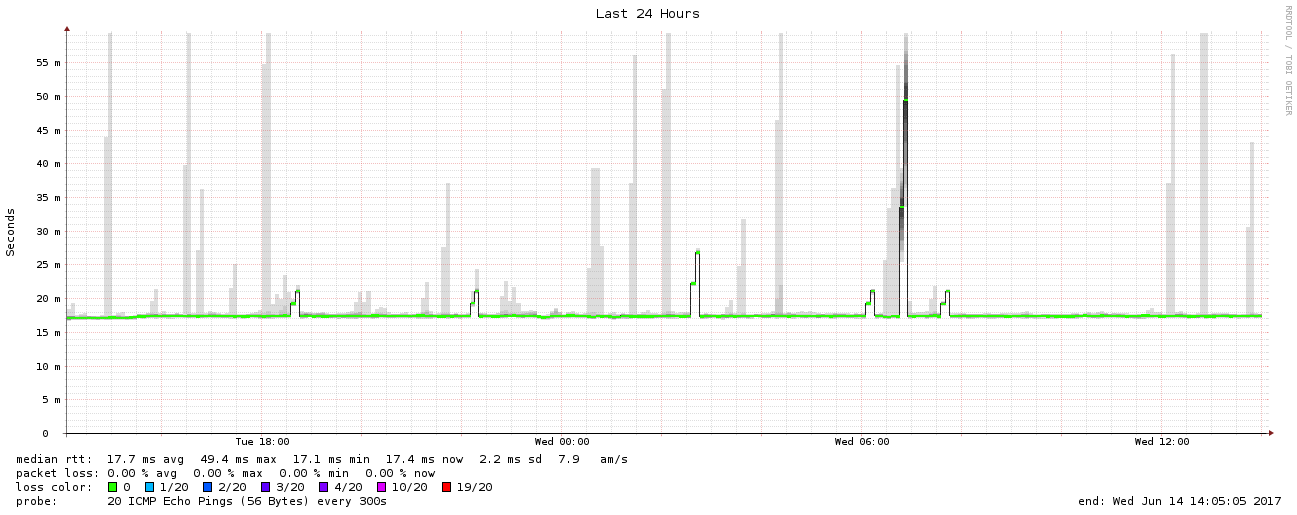 Last 24 Hours
RRDTOOL / TOBI OETIKER
Seconds
55 m
50 m
45 m
40 m
35 m
30 m
25 m
20 m
15 m
10 m
5 m
0
Tue 18:00 Wed 00:00 Wed 06:00 Wed 12:00
median rtt: 17.7 ms avg 49.4 ms max 17.1 ms min 17.4 ms now 2.2 ms sd 7.9 am/s
packet loss: 0.00 % avg 0.00 % max 0.00 % min 0.00 % now
loss color: 0 1/20 2/20 3/20 4/20 10/20 19/20
probe: 20 ICMP Echo Pings (56 Bytes) every 300s end: Wed Jun 14 14:05:05 2017